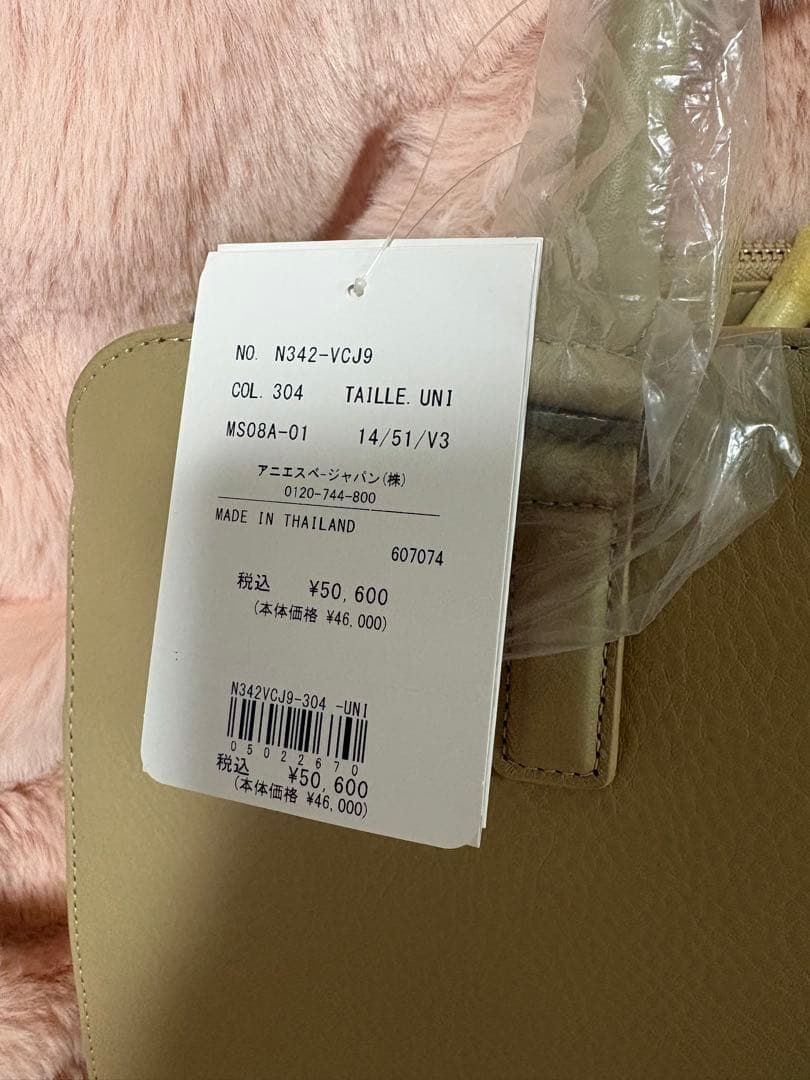 NO. N342-VCJ9
COL. 304 TAILLE. UNI
MS08A-01 14/51/V3
アニエスベージャパン(株)
0120-744-800
MADE IN THAILAND
607074
税込 ¥50,600
(本体価格 ¥46,000)
N342VCJ9-304 -UNI
05022670
税込 ¥50,600
(本体価格 ¥46,000)